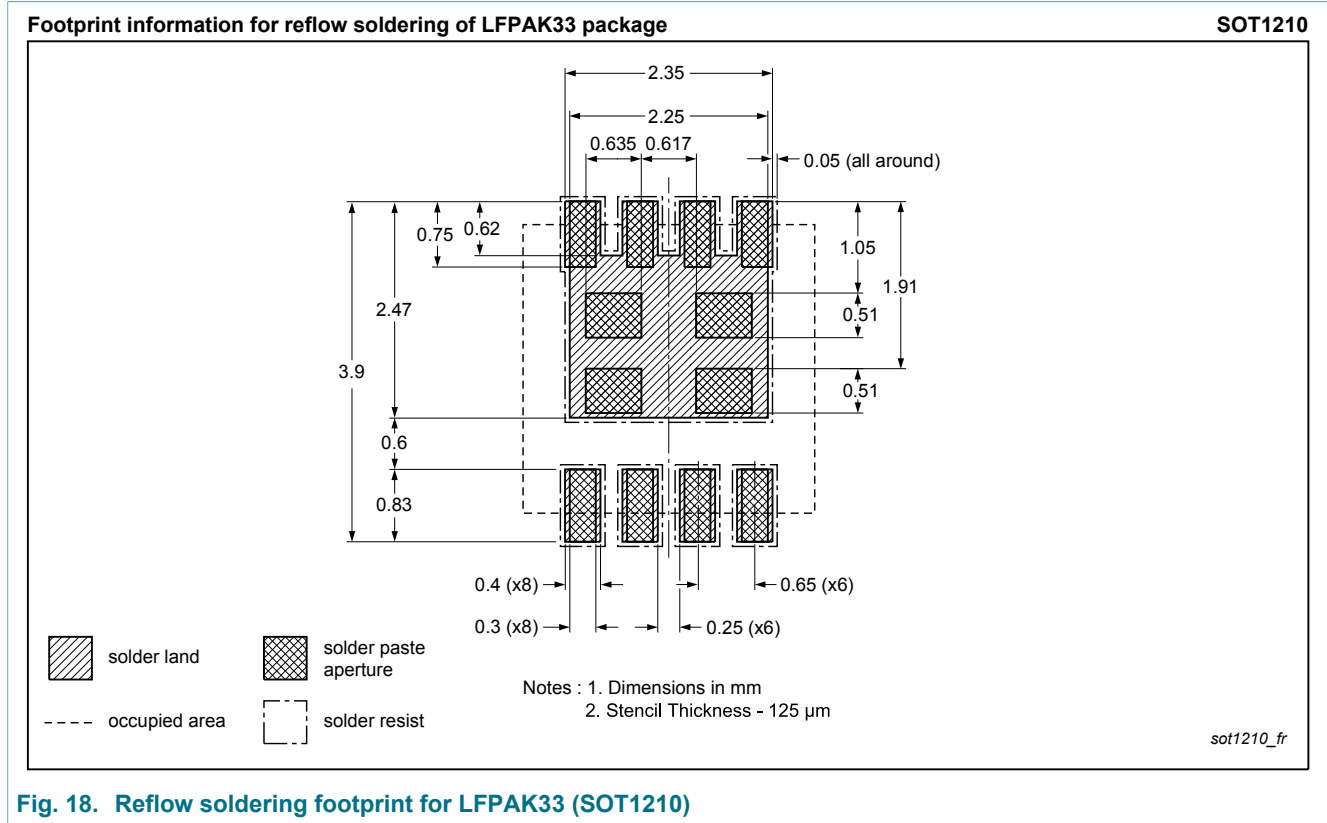 Footprint information for reflow soldering of LFPAK33 package SOT1210
2.35
2.25
0.635 0.617
0.05 (all around)
0.75 0.62
1.05
1.91
2.47
0.51
3.9
0.51
0.6
0.83
0.4 (x8)
0.65 (x6)
0.3 (x8)
0.25 (x6)
solder land
solder paste
aperture
occupied area
solder resist
Notes : 1. Dimensions in mm
2. Stencil Thickness - 125 μm
sot1210_fr
Fig. 18. Reflow soldering footprint for LFPAK33 (SOT1210)